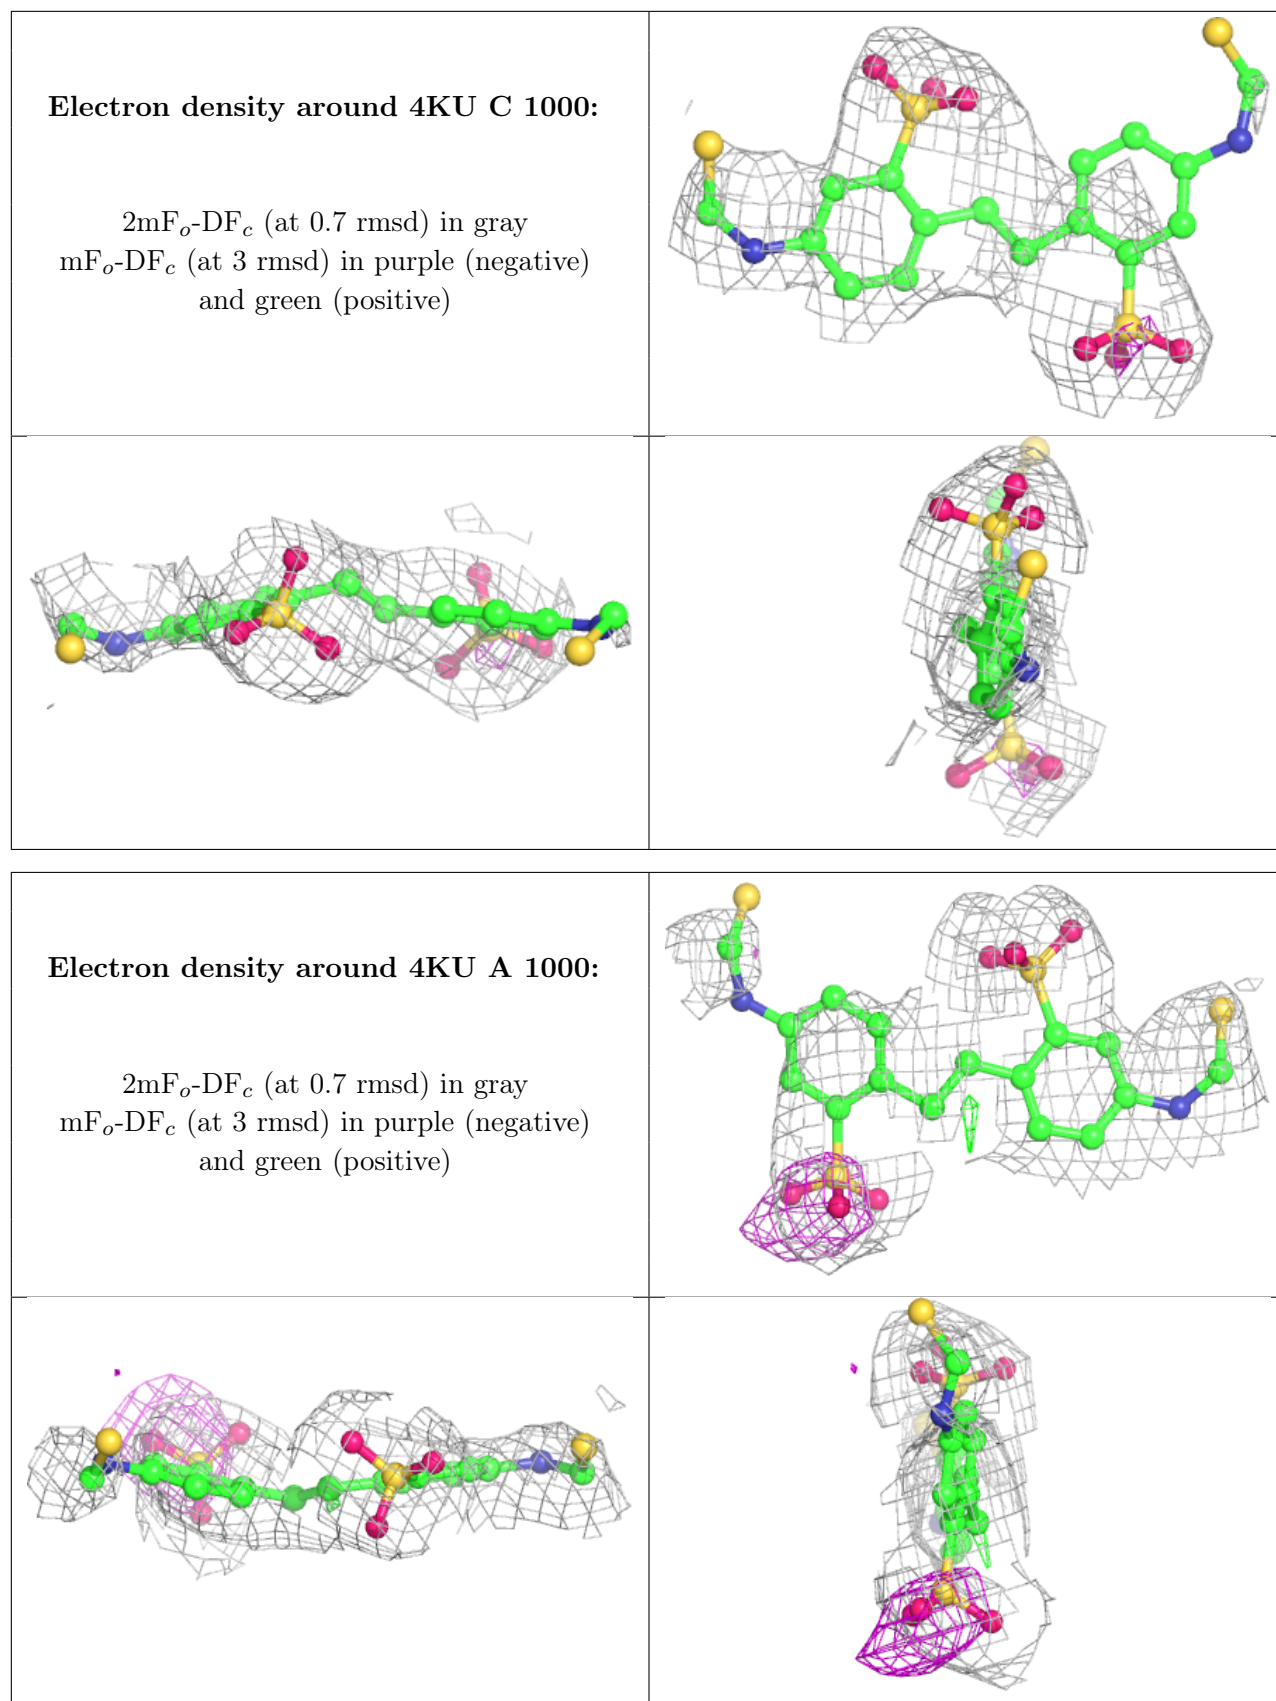 Electron density around 4KU C 1000:
2mFo-DFc (at 0.7 rmsd) in gray
mFo-DFc (at 3 rmsd) in purple (negative)
and green (positive)
Electron density around 4KU A 1000:
2mFo-DFc (at 0.7 rmsd) in gray
mFo-DFc (at 3 rmsd) in purple (negative)
and green (positive)